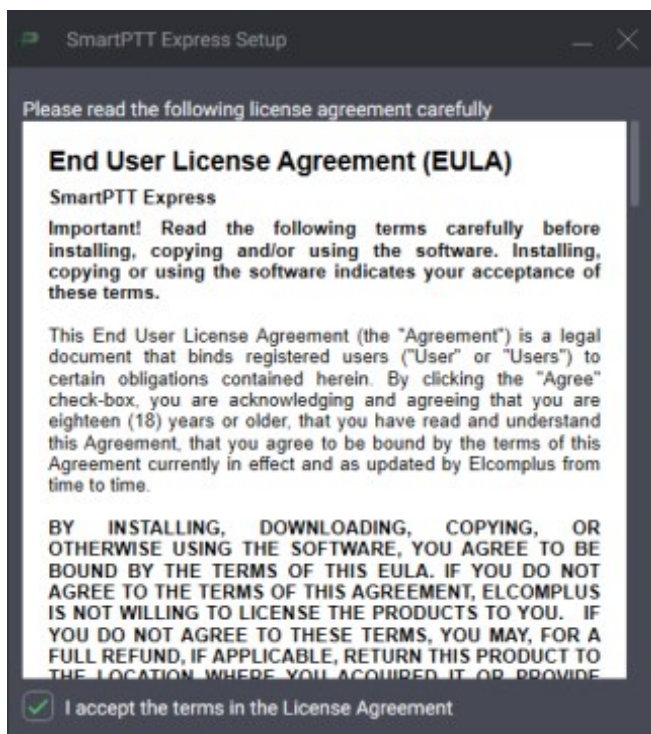 SmartPTT Express Setup
Please read the following license agreement carefully
End User License Agreement (EULA)
SmartPTT Express
Important! Read the following terms carefully before
installing, copying and/or using the software. Installing,
copying or using the software indicates your acceptance of
these terms.
This End User License Agreement (the "Agreement") is a legal
document that binds registered users ("User" or "Users") to
certain obligations contained herein. By clicking the "Agree"
check-box, you are acknowledging and agreeing that you are
eighteen (18) years or older, that you have read and understand
this Agreement, that you agree to be bound by the terms of this
Agreement currently in effect and as updated by Elcomplus from
time to time.
BY INSTALLING, DOWNLOADING, COPYING, OR
OTHERWISE USING THE SOFTWARE, YOU AGREE TO BE
BOUND BY THE TERMS OF THIS EULA. IF YOU DO NOT
AGREE TO THE TERMS OF THIS AGREEMENT, ELCOMPLUS
IS NOT WILLING TO LICENSE THE PRODUCTS TO YOU. IF
YOU DO NOT AGREE TO THESE TERMS, YOU MAY, FOR A
FULL REFUND, IF APPLICABLE, RETURN THIS PRODUCT TO
THE LOCATION WHERE YOU ACQUIRED IT OR PROVIDE
I accept the terms in the License Agreement